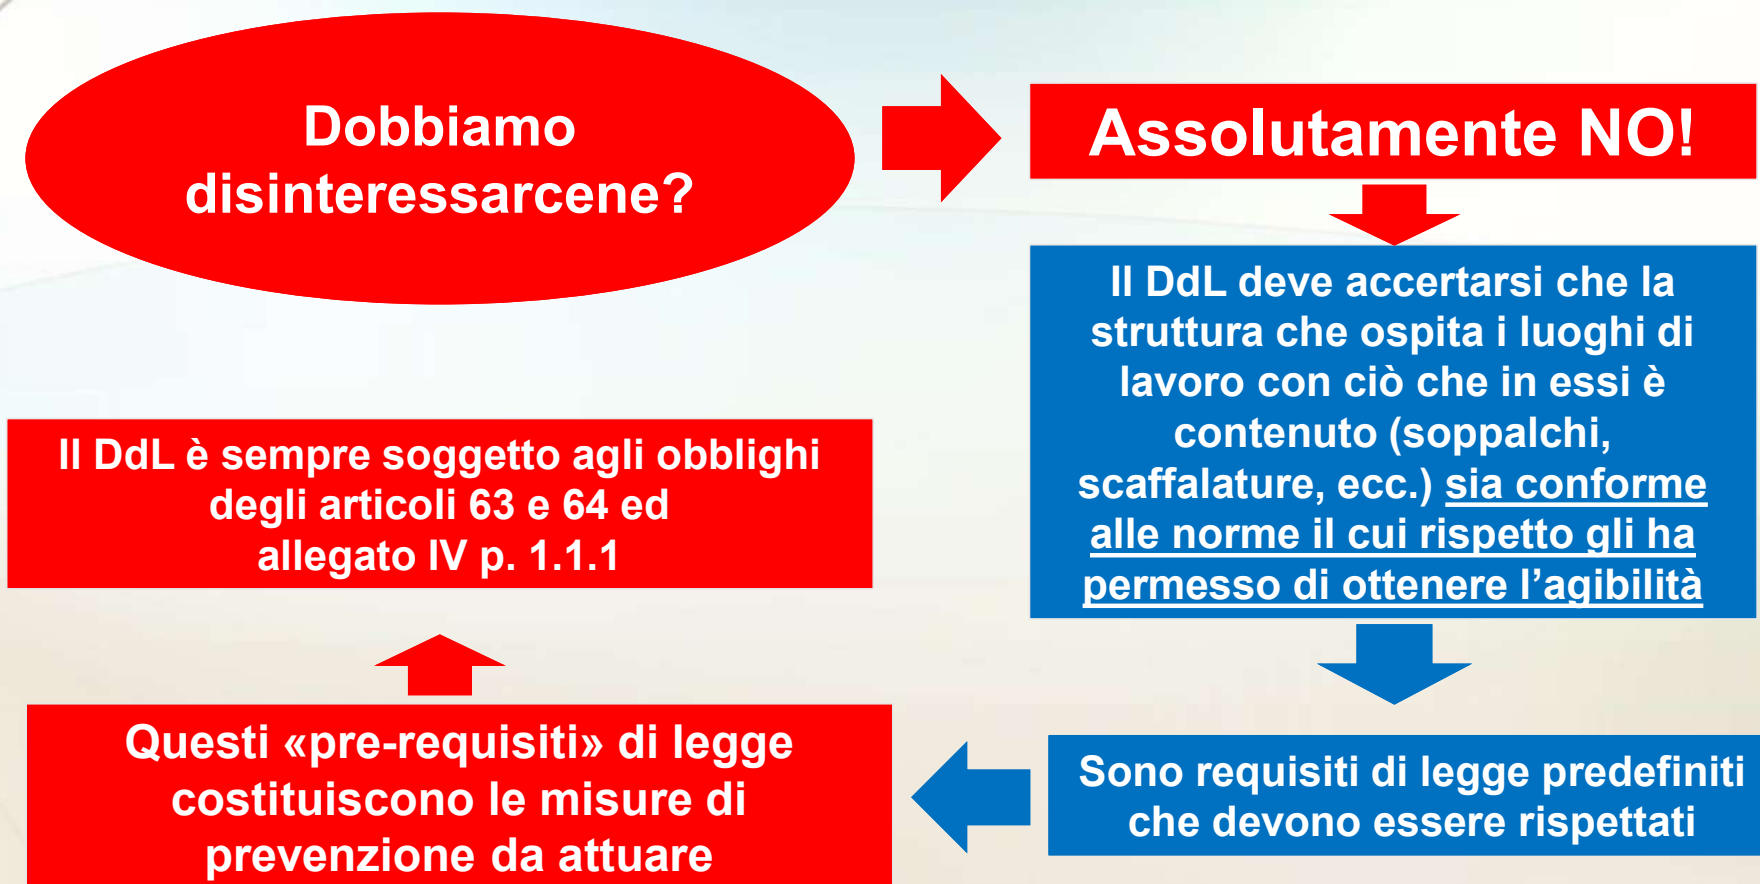 Dobbiamo
disinteressarcene?
Assolutamente NO!
Il DdL deve accertarsi che la
struttura che ospita i luoghi di
lavoro con ciò che in essi è
contenuto (soppalchi,
scaffalature, ecc.) sia conforme
alle norme il cui rispetto gli ha
permesso di ottenere l’agibilità
Sono requisiti di legge predefiniti
che devono essere rispettati
Questi «pre-requisiti» di legge
costituiscono le misure di
prevenzione da attuare
Il DdL è sempre soggetto agli obblighi
degli articoli 63 e 64 ed
allegato IV p. 1.1.1